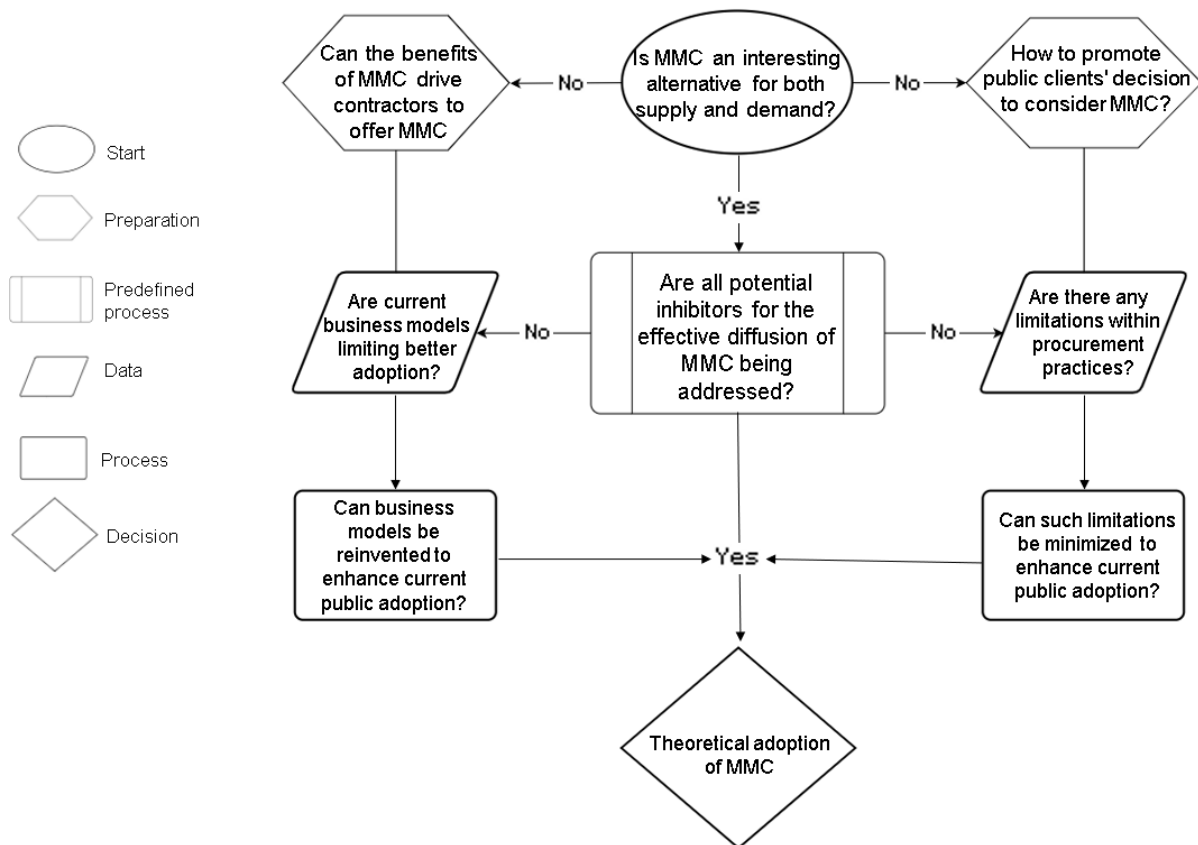 Start
Preparation
Predefined
process
Data
Process
Decision
Can the benefits
of MMC drive
contractors to
offer MMC
No
Is MMC an interesting
alternative for both
supply and demand?
No
How to promote
public clients' decision
to consider MMC?
Yes
Are current
business models
limiting better
adoption?
No
Are all potential
inhibitors for the
effective diffusion of
MMC being
addressed?
No
Are there any
limitations within
procurement
practices?
Can business
models be
reinvented to
enhance current
public adoption?
Yes
Can such limitations
be minimized to
enhance current
public adoption?
Theoretical adoption
of MMC